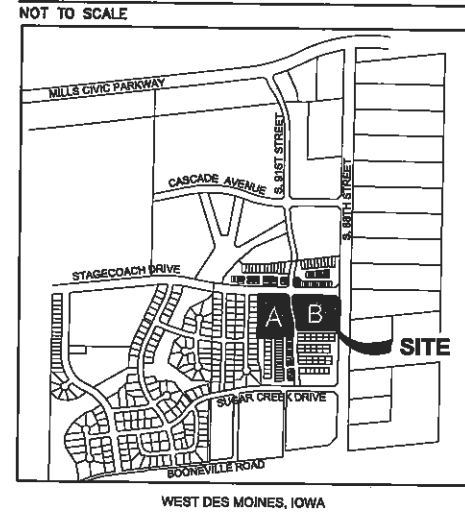 NOT TO SCALE
MILLS CIVIC PARKWAY
S. 91ST STREET
S. 88TH STREET
CASCADE AVENUE
STAGECOACH DRIVE
A
B
SITE
SUGAR CREEK DRIVE
BOONEVILLE ROAD
WEST DES MOINES, IOWA